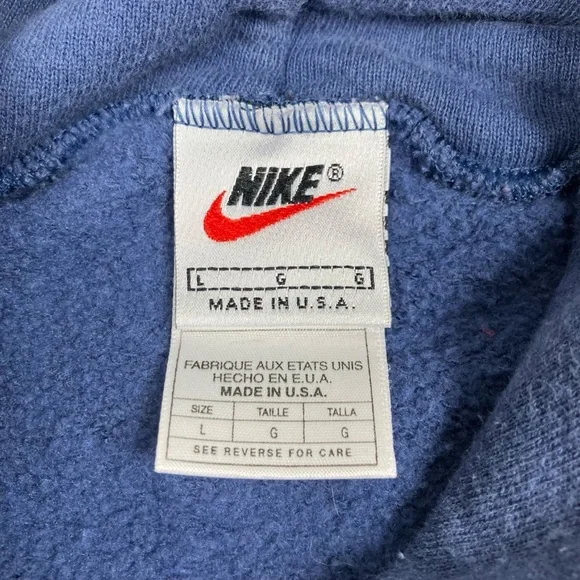 NIKE®
L G G
MADE IN U.S.A.
FABRIQUE AUX ETATS UNIS
HECHO EN E.U.A.
MADE IN U.S.A.
SIZE TAILLE TALLA
L G G
SEE REVERSE FOR CARE